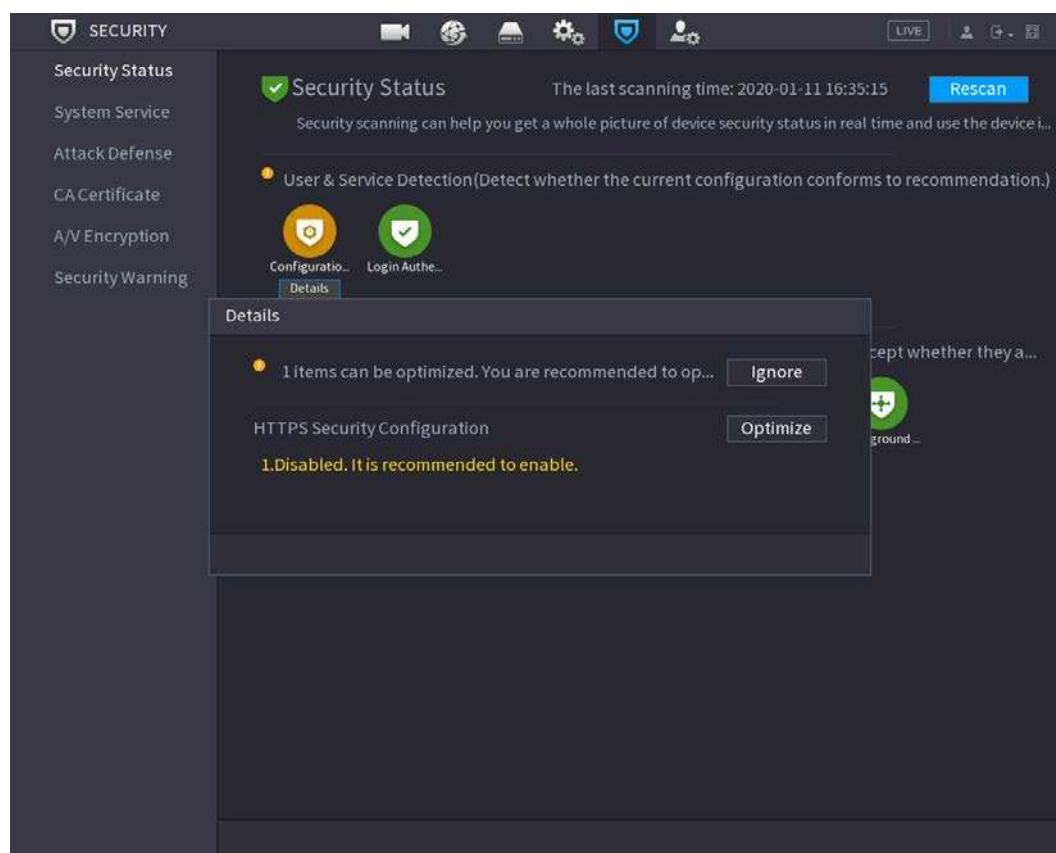 SECURITY
LIVE
Security Status
System Service
Attack Defense
CA Certificate
A/V Encryption
Security Warning
Security Status
The last scanning time: 2020-01-11 16:35:15
Rescan
Security scanning can help you get a whole picture of device security status in real time and use the device i...
User & Service Detection(Detect whether the current configuration conforms to recommendation.)
Configuratio...
Login Authe...
Details
cept whether they a...
ground...
Details
1 items can be optimized. You are recommended to op...
Ignore
HTTPS Security Configuration
Optimize
1.Disabled. It is recommended to enable.